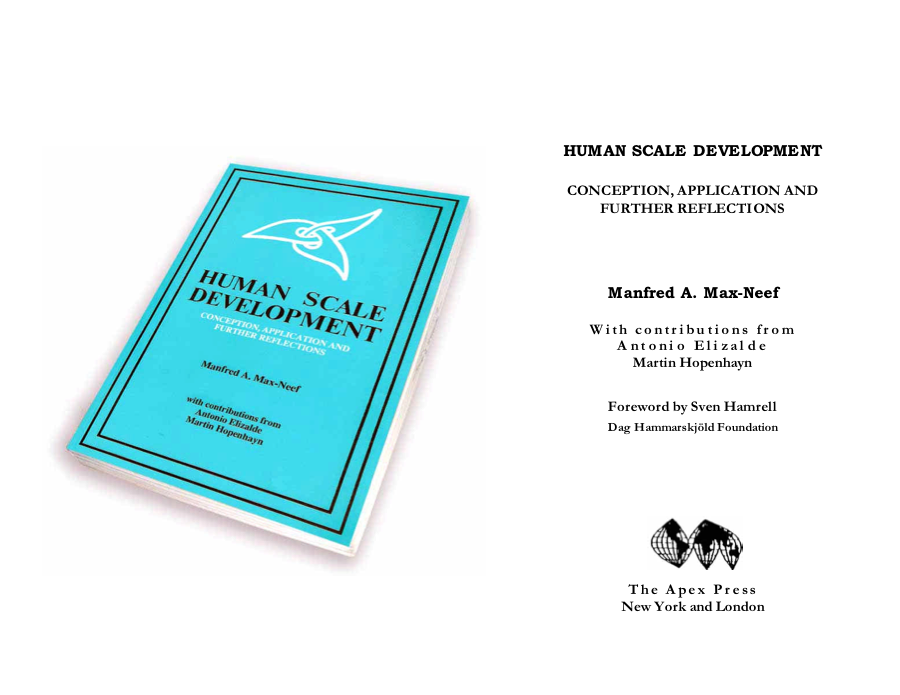 HUMAN SCALE
DEVELOPMENT
CONCEPTION, APPLICATION AND
FURTHER REFLECTIONS
Manfred A. Max-Neef
with contributions from
Antonio Elizalde
Martin Hopenhayn
HUMAN SCALE DEVELOPMENT
CONCEPTION, APPLICATION AND
FURTHER REFLECTIONS
Manfred A. Max-Neef
With contributions from
Antonio Elizalde
Martin Hopenhayn
Foreword by Sven Hamrell
Dag Hammarskjöld Foundation
The Apex Press
New York and London